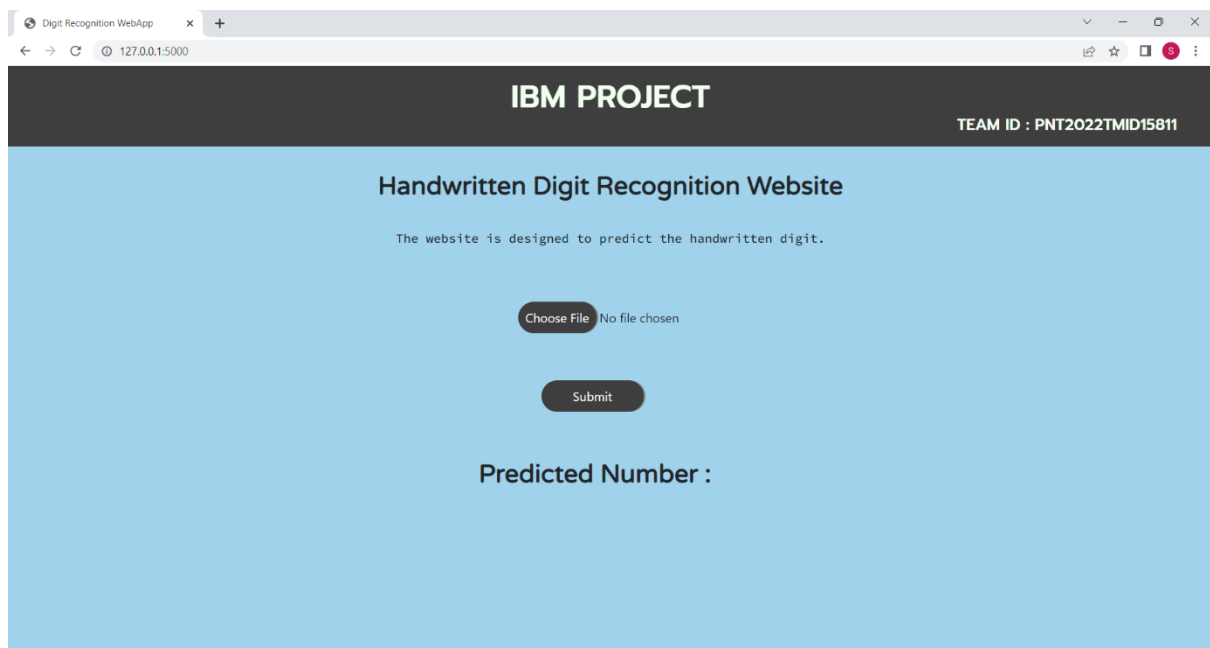 Digit Recognition WebApp
127.0.0.1:5000
S
IBM PROJECT
TEAM ID : PNT2022TMID15811
Handwritten Digit Recognition Website
The website is designed to predict the handwritten digit.
Choose File No file chosen
Submit
Predicted Number :